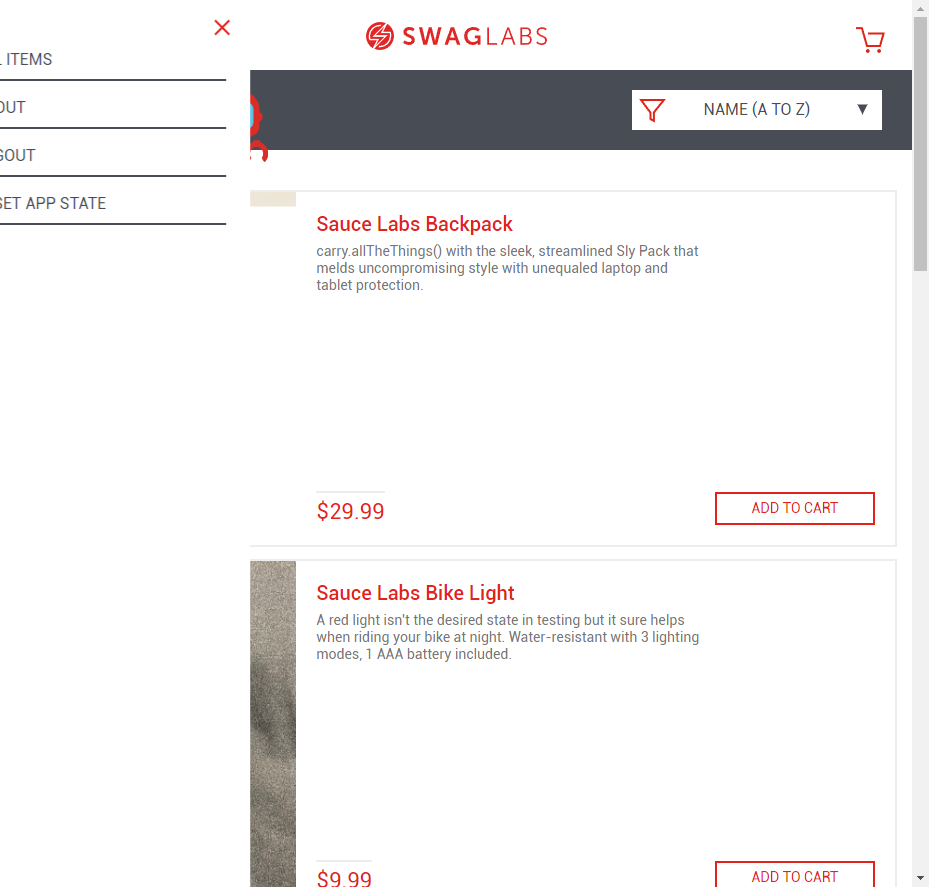 ITEMS
OUT
GOUT
SET APP STATE
SWAGLABS
NAME (A TO Z)
Sauce Labs Backpack
carry.allTheThings() with the sleek, streamlined Sly Pack that
melds uncompromising style with unequaled laptop and
tablet protection.
$29.99
ADD TO CART
Sauce Labs Bike Light
A red light isn't the desired state in testing but it sure helps
when riding your bike at night. Water-resistant with 3 lighting
modes, 1 AAA battery included.
$9.99
ADD TO CART